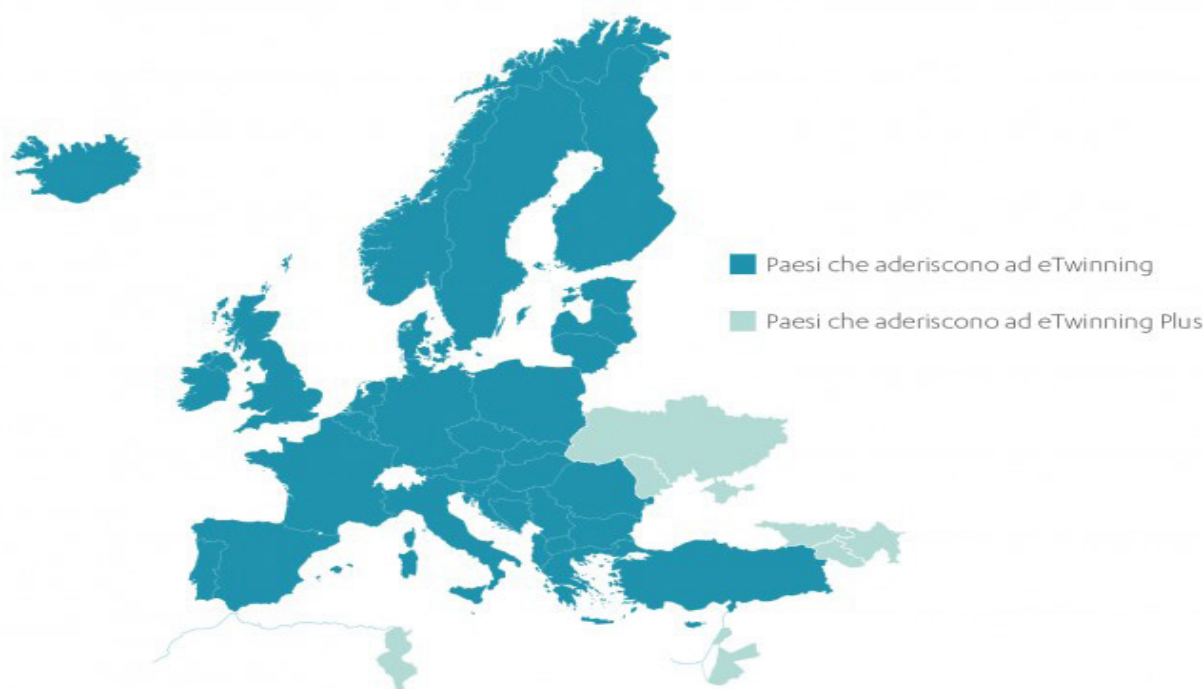 Paesi che aderiscono ad eTwinning
Paesi che aderiscono ad eTwinning Plus